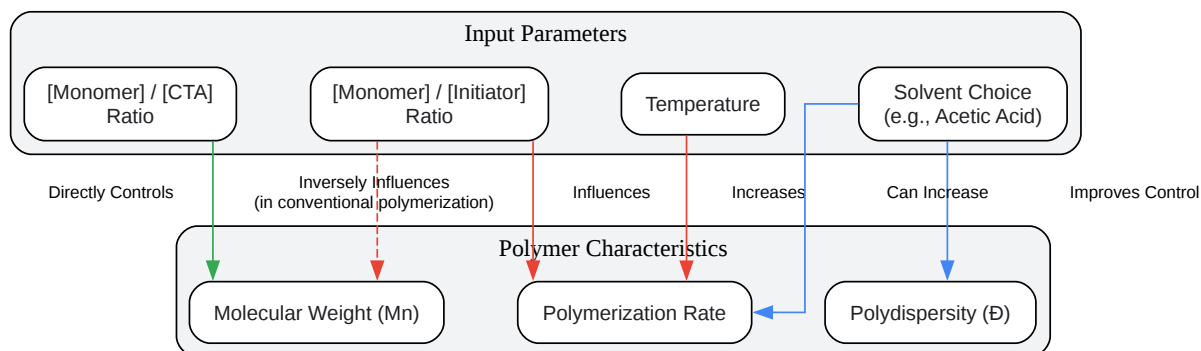 Input Parameters
[Monomer] / [CTA]
Ratio
[Monomer] / [Initiator]
Ratio
Temperature
Solvent Choice
(e.g., Acetic Acid)
Directly Controls
Inversely Influences
(in conventional polymerization)
Influences
Increases
Can Increase
Improves Control
Polymer Characteristics
Molecular Weight (Mn)
Polymerization Rate
Polydispersity (Đ)